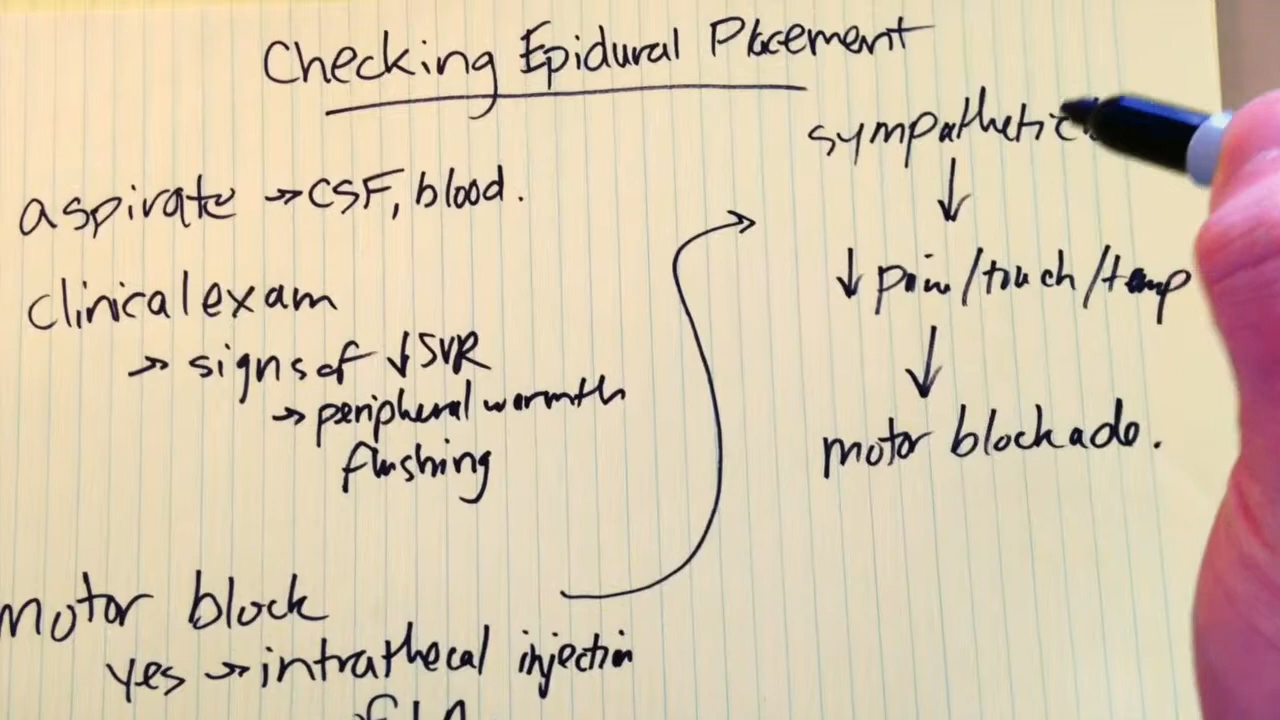 Checking Epidural Placement
aspirate → CSF, blood.
clinical exam
→ signs of ↓ SVR
→ peripheral warmth
flushing
motor block
yes → intrathecal injection
sympathetic
↓
↓ pain/touch/temp
↓
motor blockade.